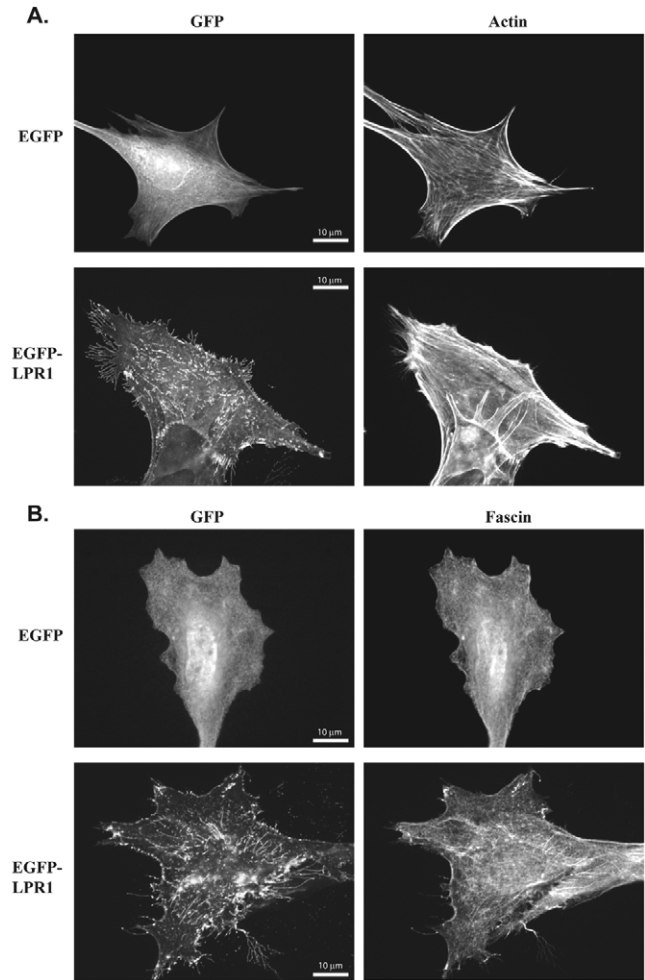 A.
GFP Actin
EGFP
10 μm
10 μm
EGFP-
LPR1
B.
GFP Fascin
EGFP
10 μm
EGFP-
LPR1
10 μm